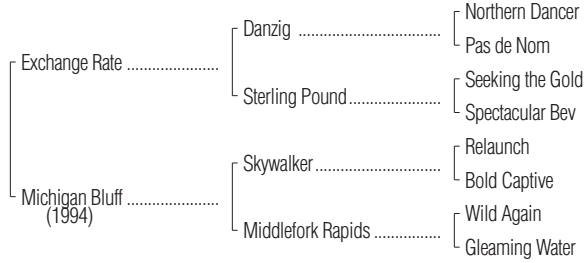 Northern Dancer
Danzig ................................
Pas de Nom
Exchange Rate .....................
Seeking the Gold
Sterling Pound.....................
Spectacular Bev
Relaunch
Skywalker............................
Bold Captive
Michigan Bluff .....................
(1994)
Wild Again
Middlefork Rapids ...............
Gleaming Water